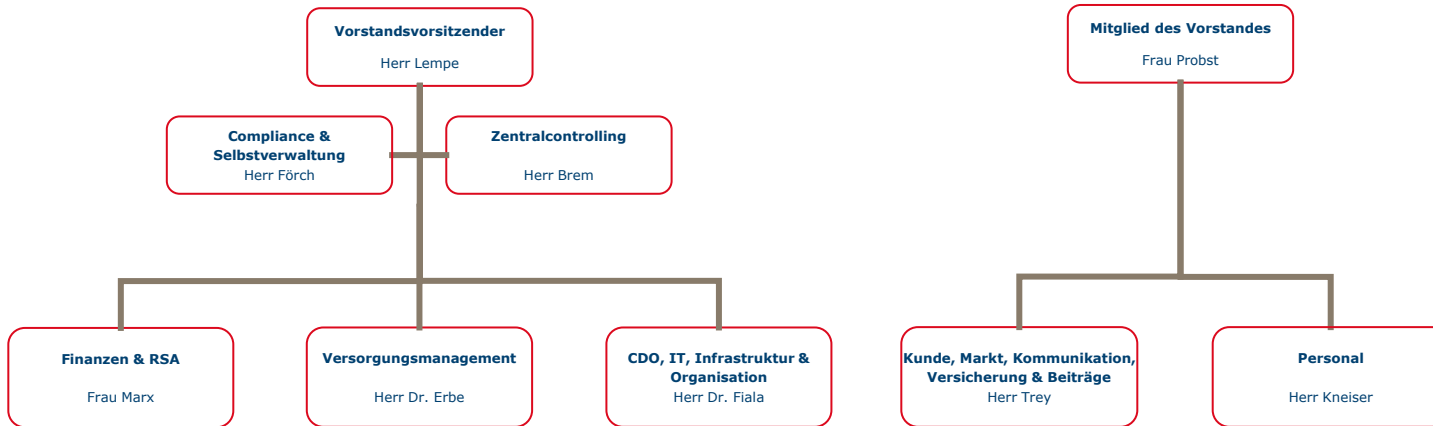 Vorstandsvorsitzender
Herr Lempe
Mitglied des Vorstandes
Frau Probst
Compliance &
Selbstverwaltung
Herr Förch
Zentralcontrolling
Herr Brem
Finanzen & RSA
Frau Marx
Versorgungsmanagement
Herr Dr. Erbe
CDO, IT, Infrastruktur &
Organisation
Herr Dr. Fiala
Kunde, Markt, Kommunikation,
Versicherung & Beiträge
Herr Trey
Personal
Herr Kneiser